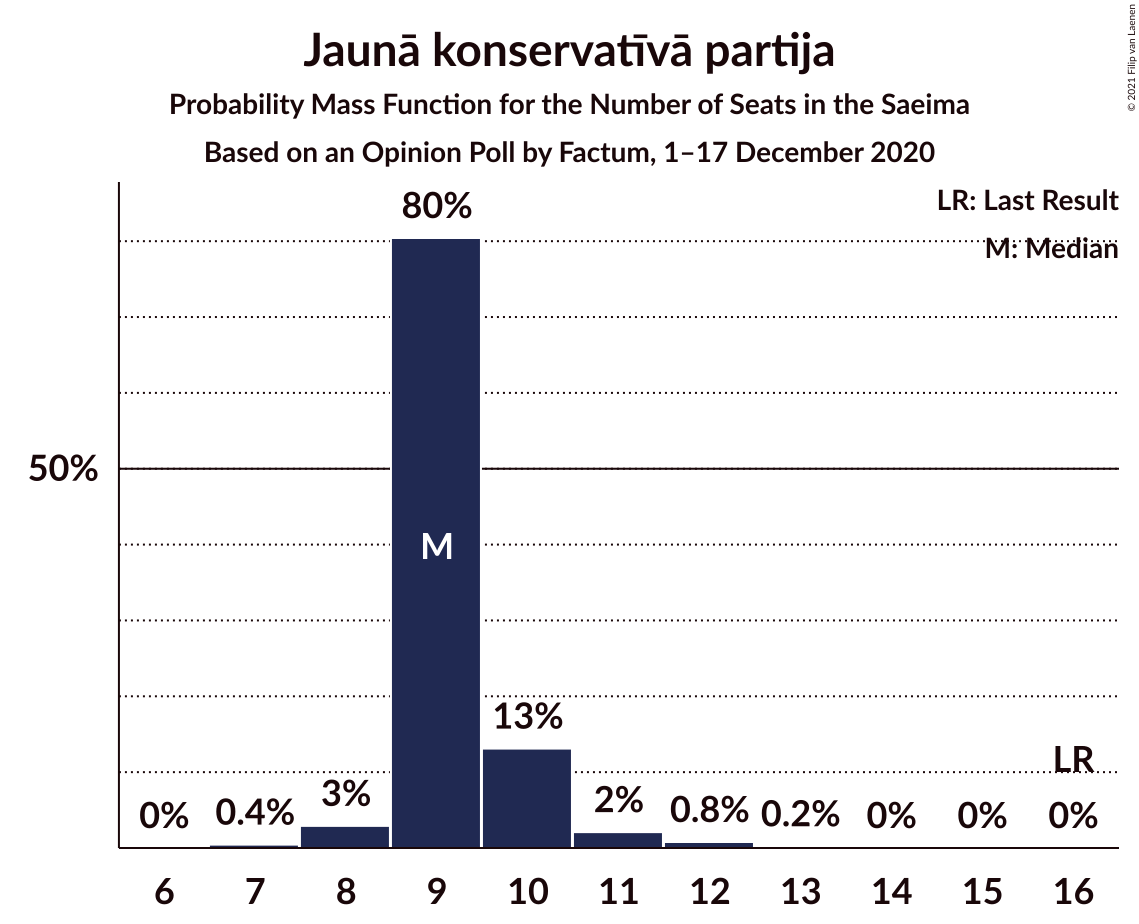 Jaunā konservatīvā partija
Probability Mass Function for the Number of Seats in the Saeima
Based on an Opinion Poll by Factum, 1–17 December 2020
© 2021 Filip van Laenen
LR: Last Result
M: Median
80%
50%
M
13%
LR
0% 0.4% 3% 2% 0.8% 0.2% 0% 0% 0%
6 7 8 9 10 11 12 13 14 15 16